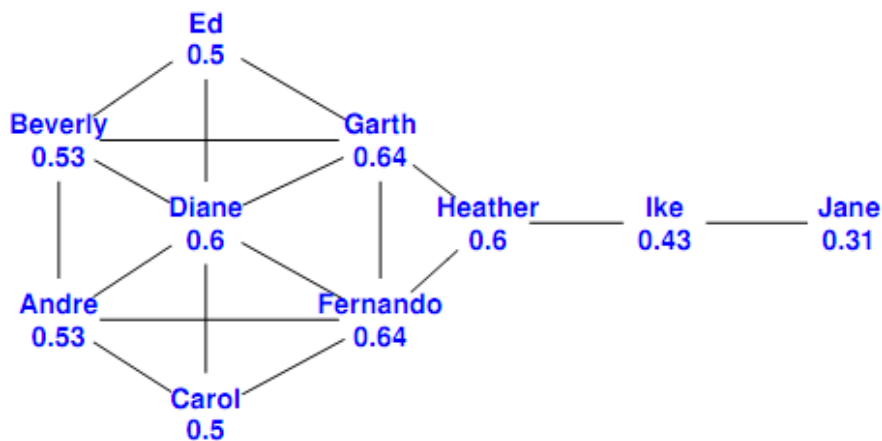 Ed
0.5
Beverly
0.53
Garth
0.64
Diane
0.6
Heather
0.6
Ike
0.43
Jane
0.31
Andre
0.53
Fernando
0.64
Carol
0.5